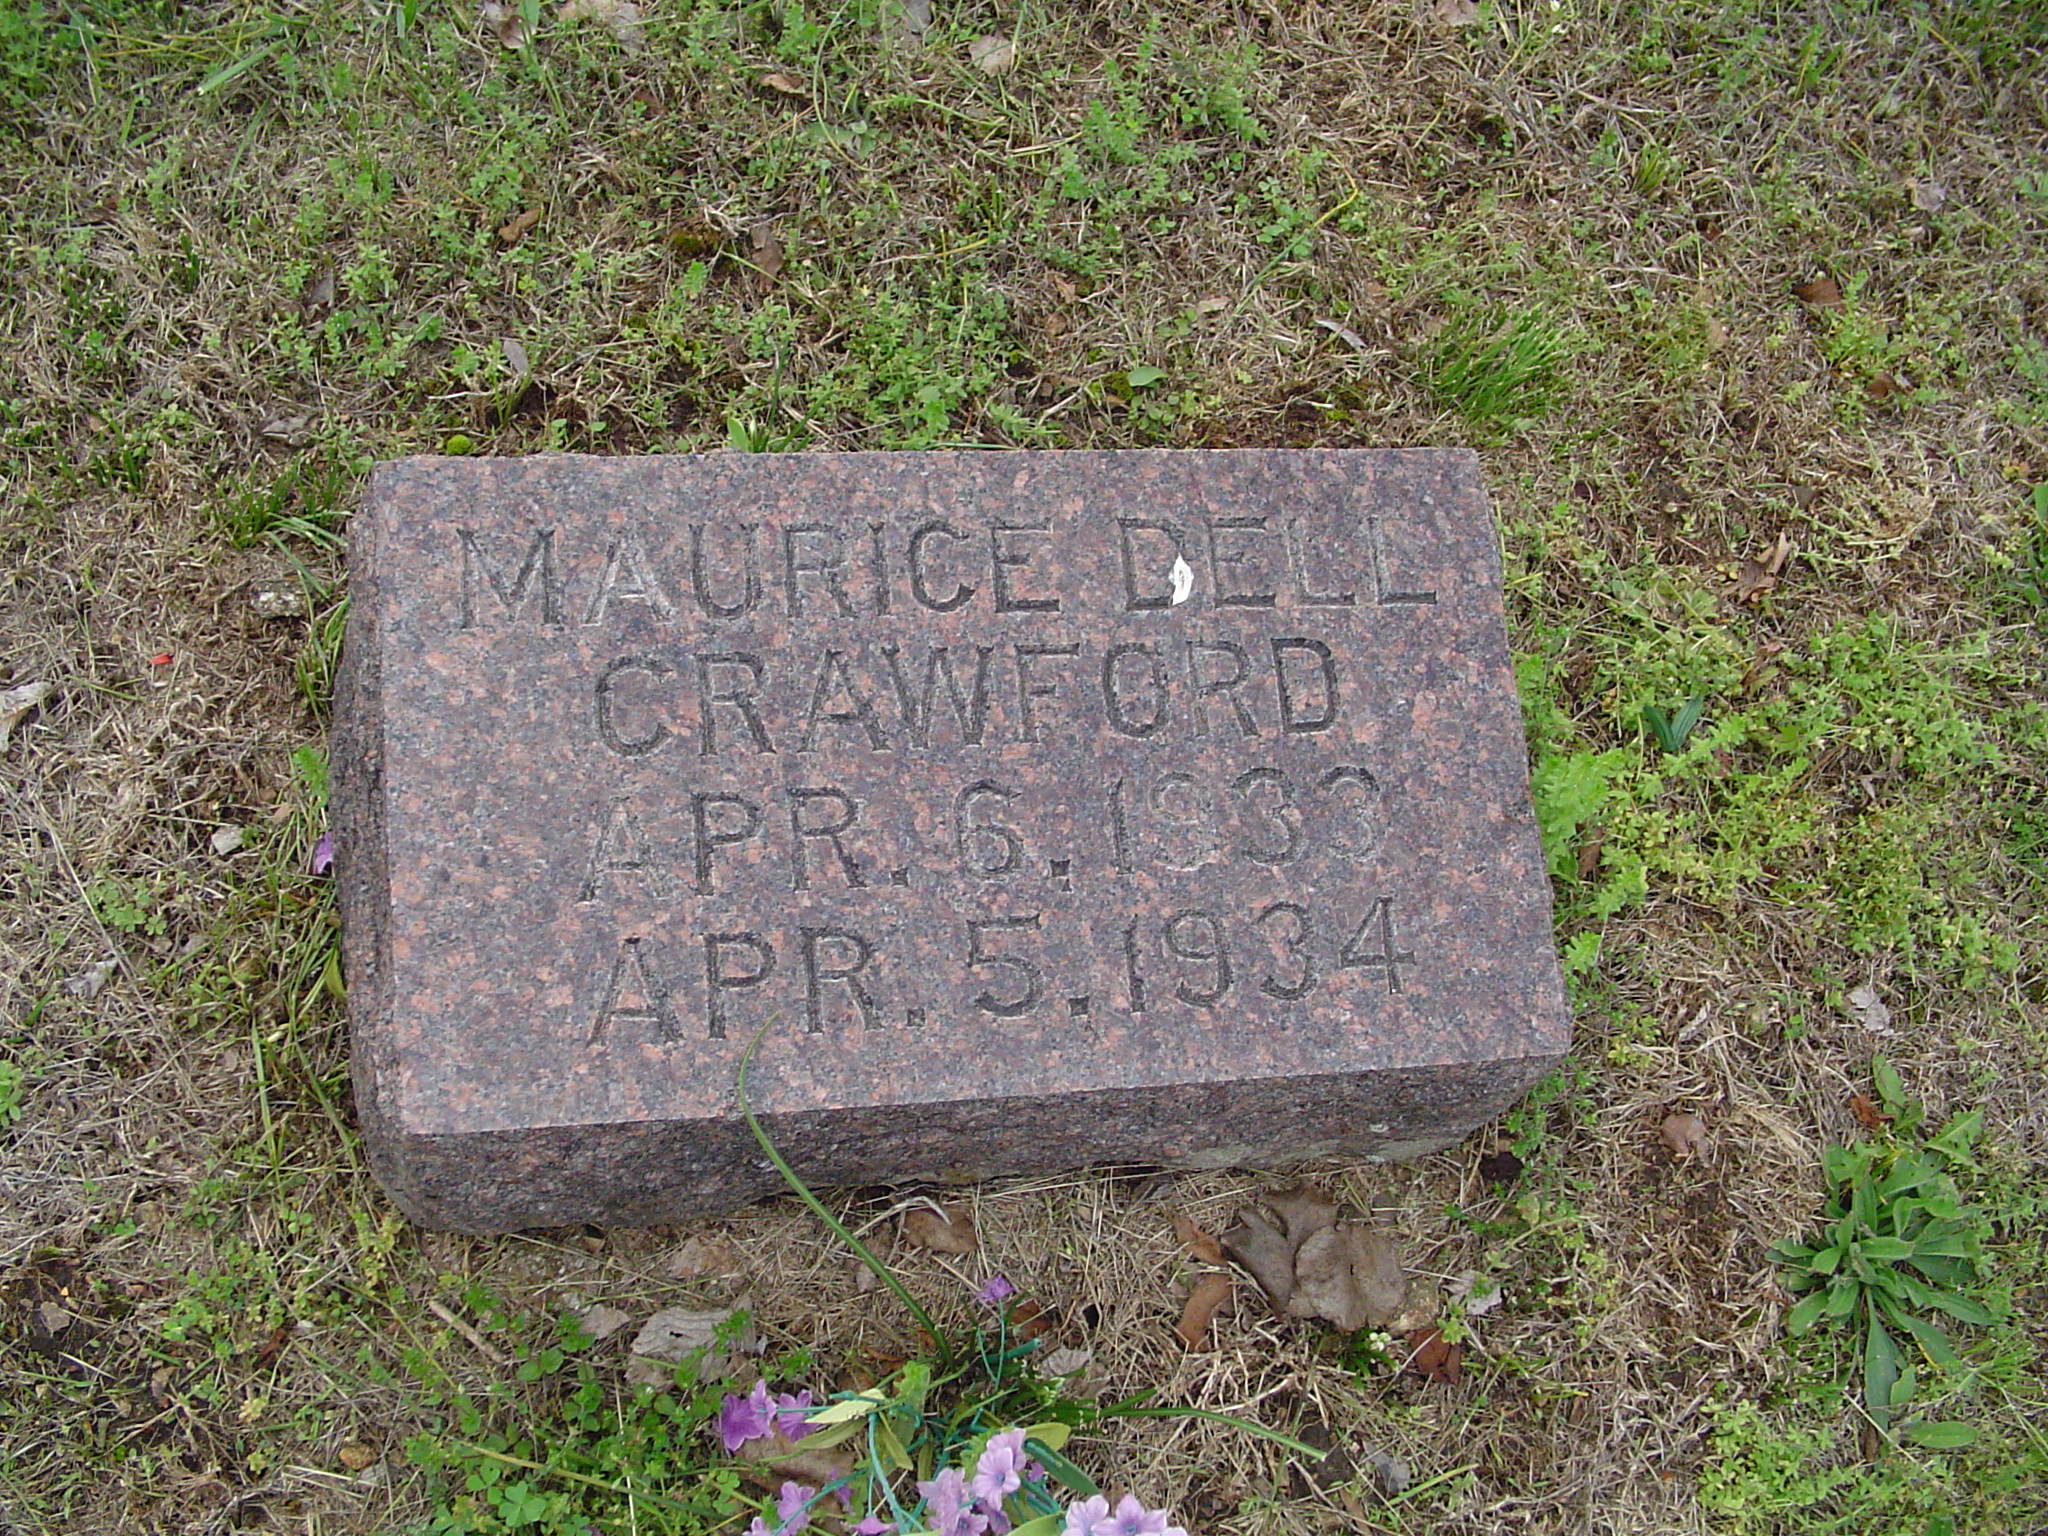 MAURICE DELL
CRAWFORD
APR. 6. 1933
APR. 5. 1934